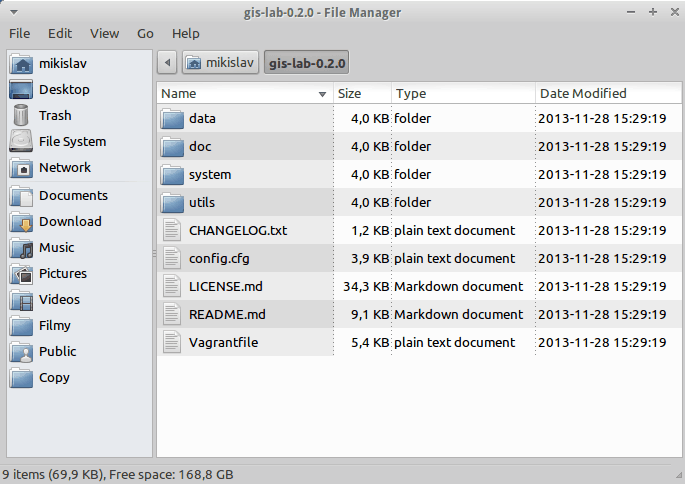 gis-lab-0.2.0 - File Manager
File Edit View Go Help
mikislav gis-lab-0.2.0
mikislav
Desktop
Trash
File System
Network
Documents
Download
Music
Pictures
Videos
Filmy
Public
Copy
Name Size Type Date Modified
data 4,0 KB folder 2013-11-28 15:29:19
doc 4,0 KB folder 2013-11-28 15:29:19
system 4,0 KB folder 2013-11-28 15:29:19
utils 4,0 KB folder 2013-11-28 15:29:19
CHANGELOG.txt 1,2 KB plain text document 2013-11-28 15:29:19
config.cfg 3,9 KB plain text document 2013-11-28 15:29:19
LICENSE.md 34,3 KB Markdown document 2013-11-28 15:29:19
README.md 9,1 KB Markdown document 2013-11-28 15:29:19
Vagrantfile 5,4 KB plain text document 2013-11-28 15:29:19
9 items (69,9 KB), Free space: 168,8 GB